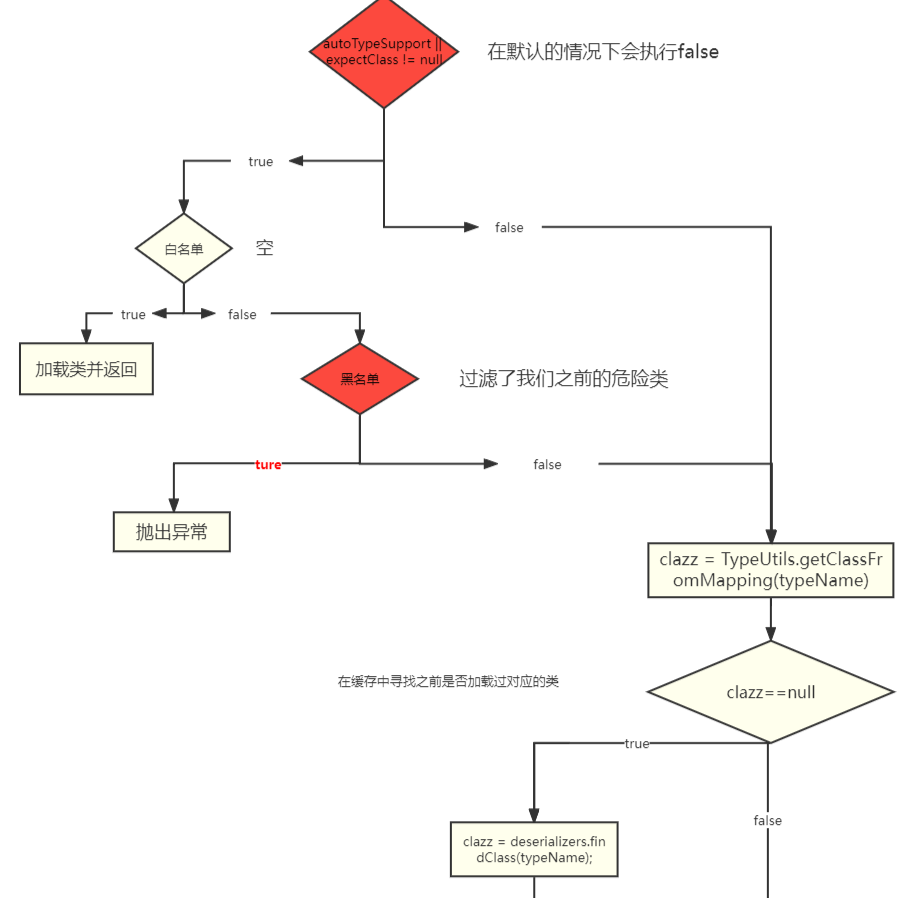 autoTypeSupport ||
expectClass != null
在默认的情况下会执行false
true
false
白名单
空
true
false
加载类并返回
黑名单
过滤了我们之前的危险类
ture
false
抛出异常
clazz = TypeUtils.getClassFr
omMapping(typeName)
在缓存中寻找之前是否加载过对应的类
clazz==null
true
false
clazz = deserializers.fin
dClass(typeName);